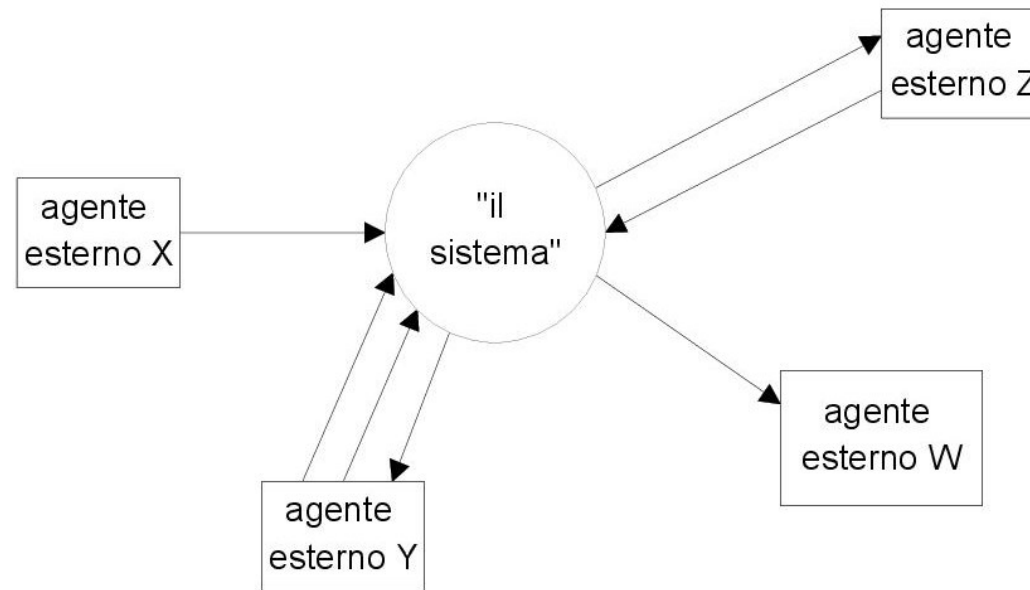 agente
esterno Z
"il
sistema"
agente
esterno X
agente
esterno W
agente
esterno Y